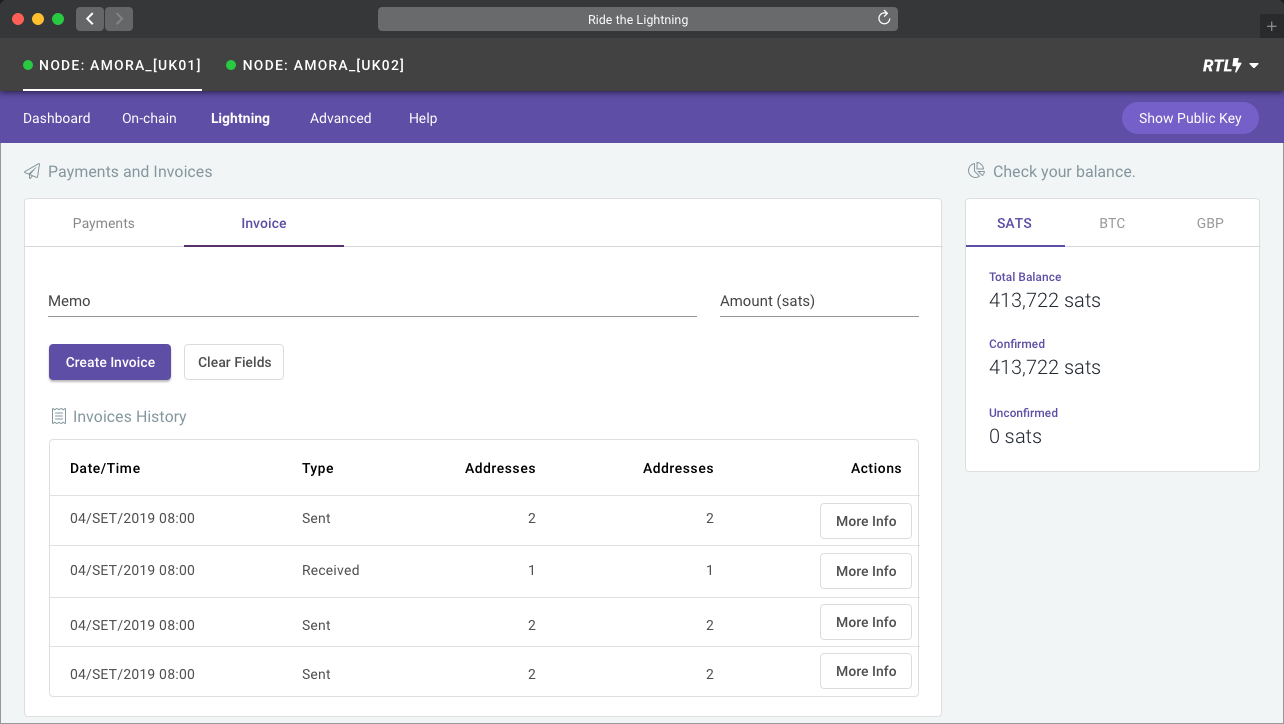 Ride the Lightning
NODE: AMORA_[UK01] NODE: AMORA_[UK02] RTL
Dashboard On-chain Lightning Advanced Help Show Public Key
Payments and Invoices
Payments Invoice
Memo Amount (sats)
Create Invoice Clear Fields
Invoices History
Date/Time Type Addresses Addresses Actions
04/SET/2019 08:00 Sent 2 2 More Info
04/SET/2019 08:00 Received 1 1 More Info
04/SET/2019 08:00 Sent 2 2 More Info
04/SET/2019 08:00 Sent 2 2 More Info
Check your balance.
SATS BTC GBP
Total Balance
413,722 sats
Confirmed
413,722 sats
Unconfirmed
0 sats